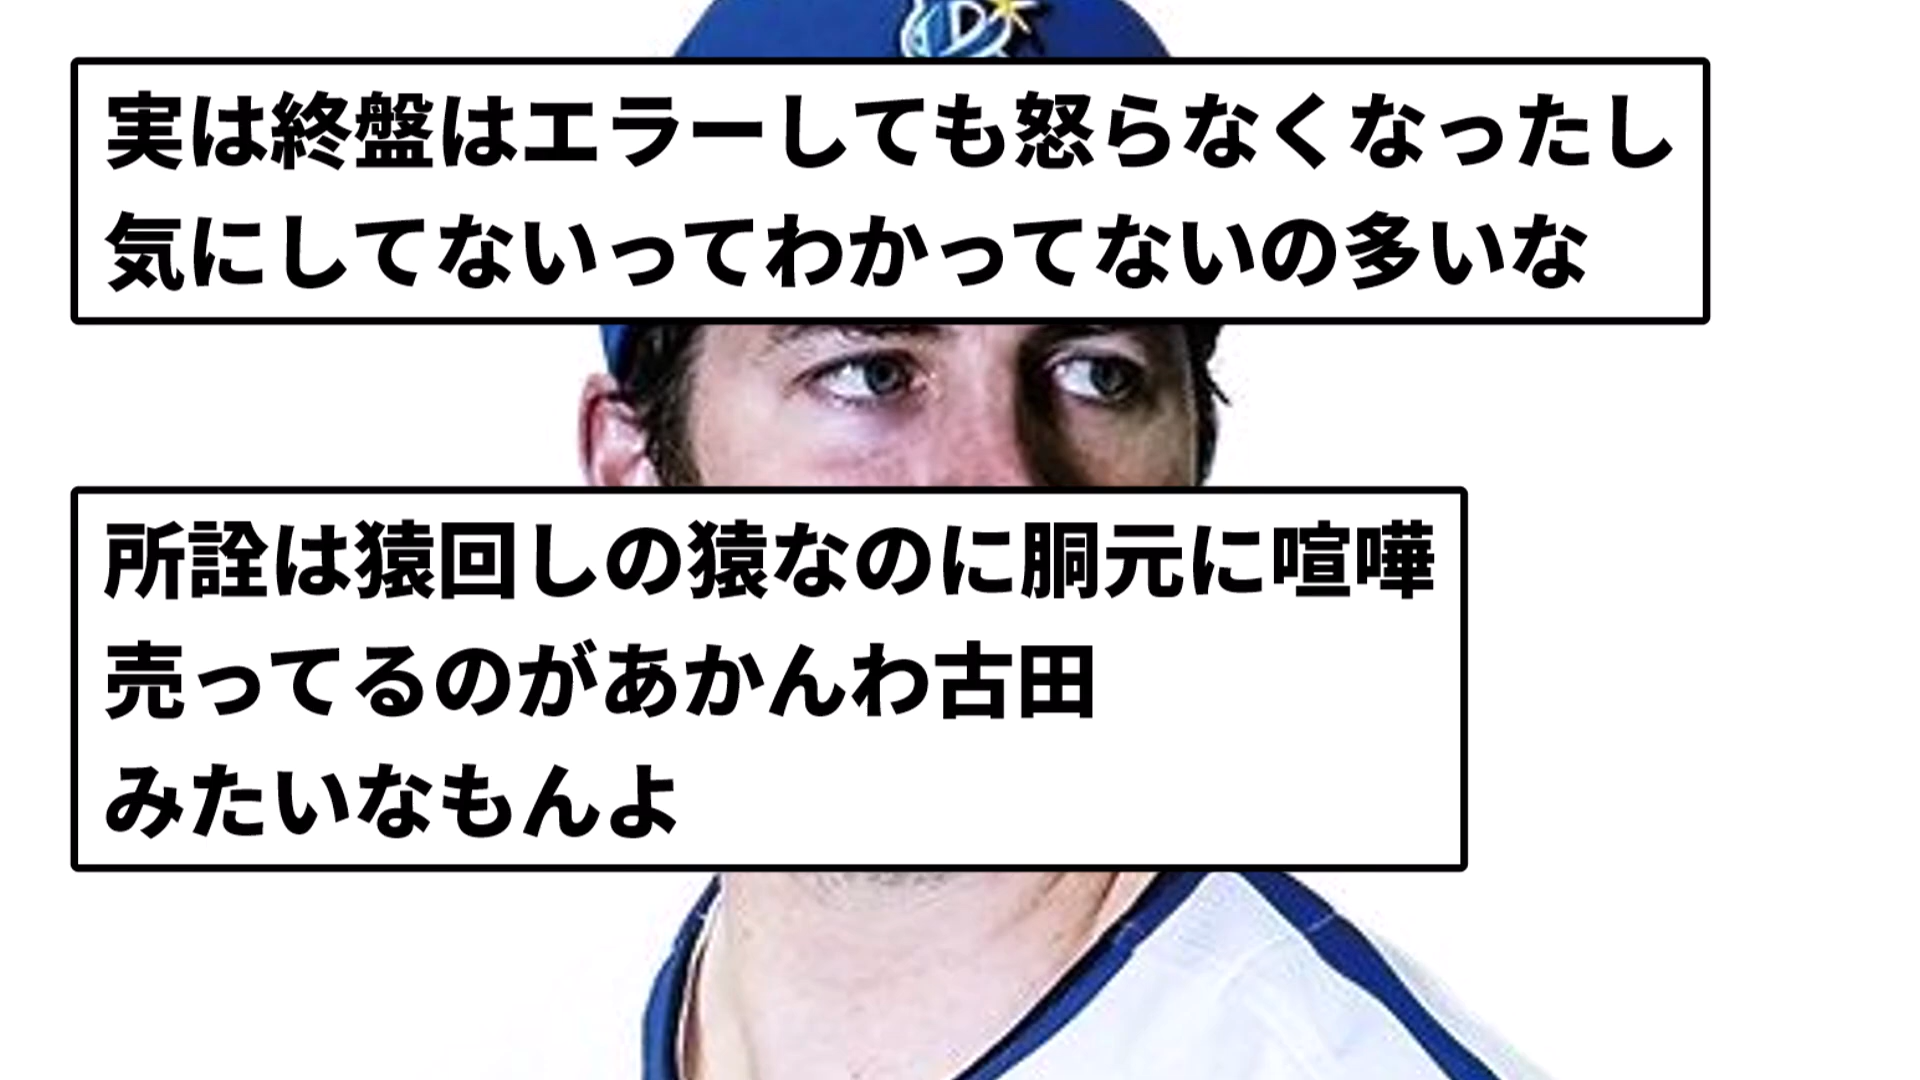 実は終盤はエラーしても怒らなくなったし
気にしてないってわかってないの多いな
所詮は猿回しの猿なのに胴元に喧嘩
売ってるのがあかんわ古田
みたいなもんよ